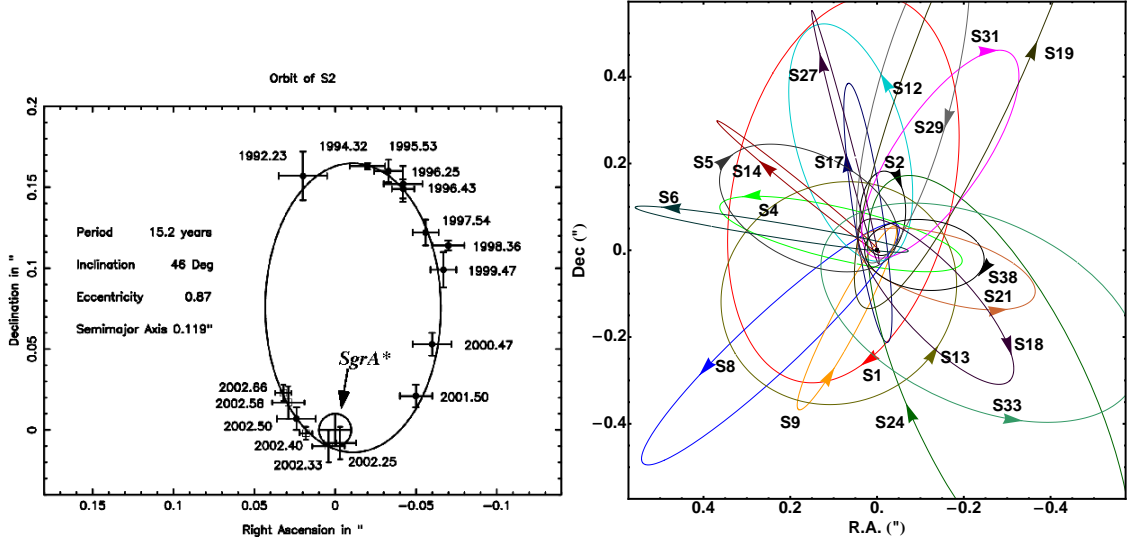 Orbit of S2
0.2
0.15
0.1
0.05
0
Declination in "
1992.23
1994.32
1995.53
1996.25
1996.43
1997.54
1998.36
1999.47
2000.47
2001.50
Period 15.2 years
Inclination 46 Deg
Eccentricity 0.87
Semimajor Axis 0.119"
SgrA*
2002.66
2002.58
2002.50
2002.40
2002.33
2002.25
0.15 0.1 0.05 0 −0.05 −0.1
Right Ascension in "
0.4
0.2
0.0
−0.2
−0.4
Dec (")
S31
S19
S27
S12
S29
S5
S14
S17
S2
S6
S4
S38
S21
S18
S8
S1
S13
S9
S24
S33
0.4 0.2 0.0 −0.2 −0.4
R.A. (")